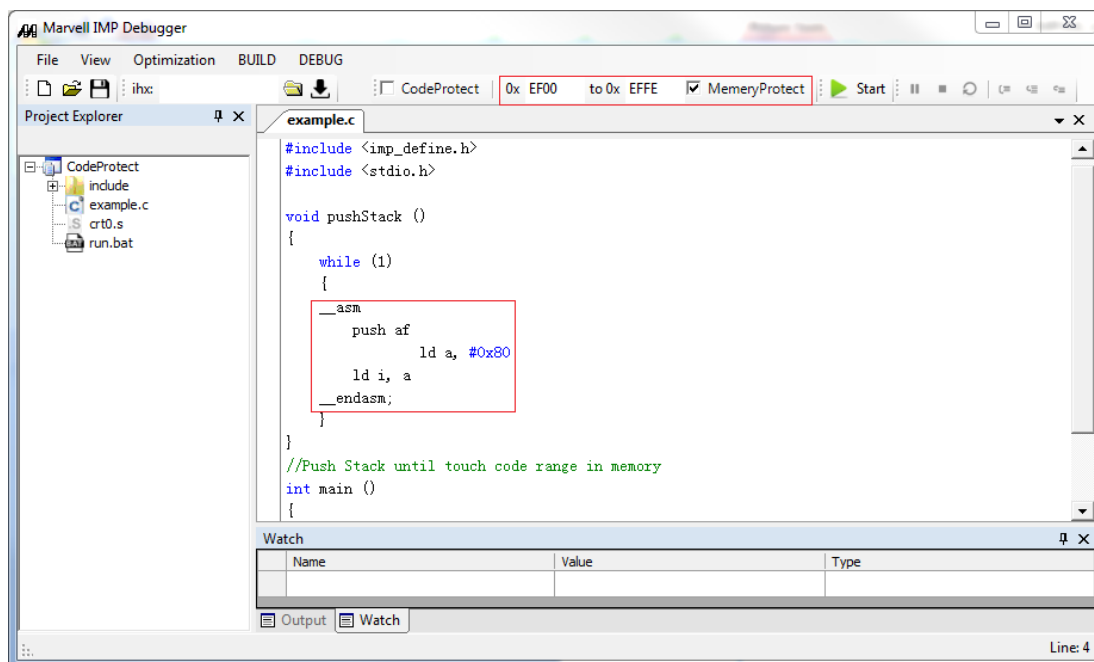 Marvell IMP Debugger
File View Optimization BUILD DEBUG
ihx: CodeProtect 0x EF00 to 0x EFFE MemeryProtect Start
Project Explorer
CodeProtect
include
example.c
crt0.s
run.bat
example.c
#include <imp_define.h>
#include <stdio.h>
void pushStack ()
{
while (1)
{
__asm
push af
ld a, #0x80
ld i, a
__endasm;
}
}
//Push Stack until touch code range in memory
int main ()
{
Watch
Name Value Type
Output Watch
Line: 4